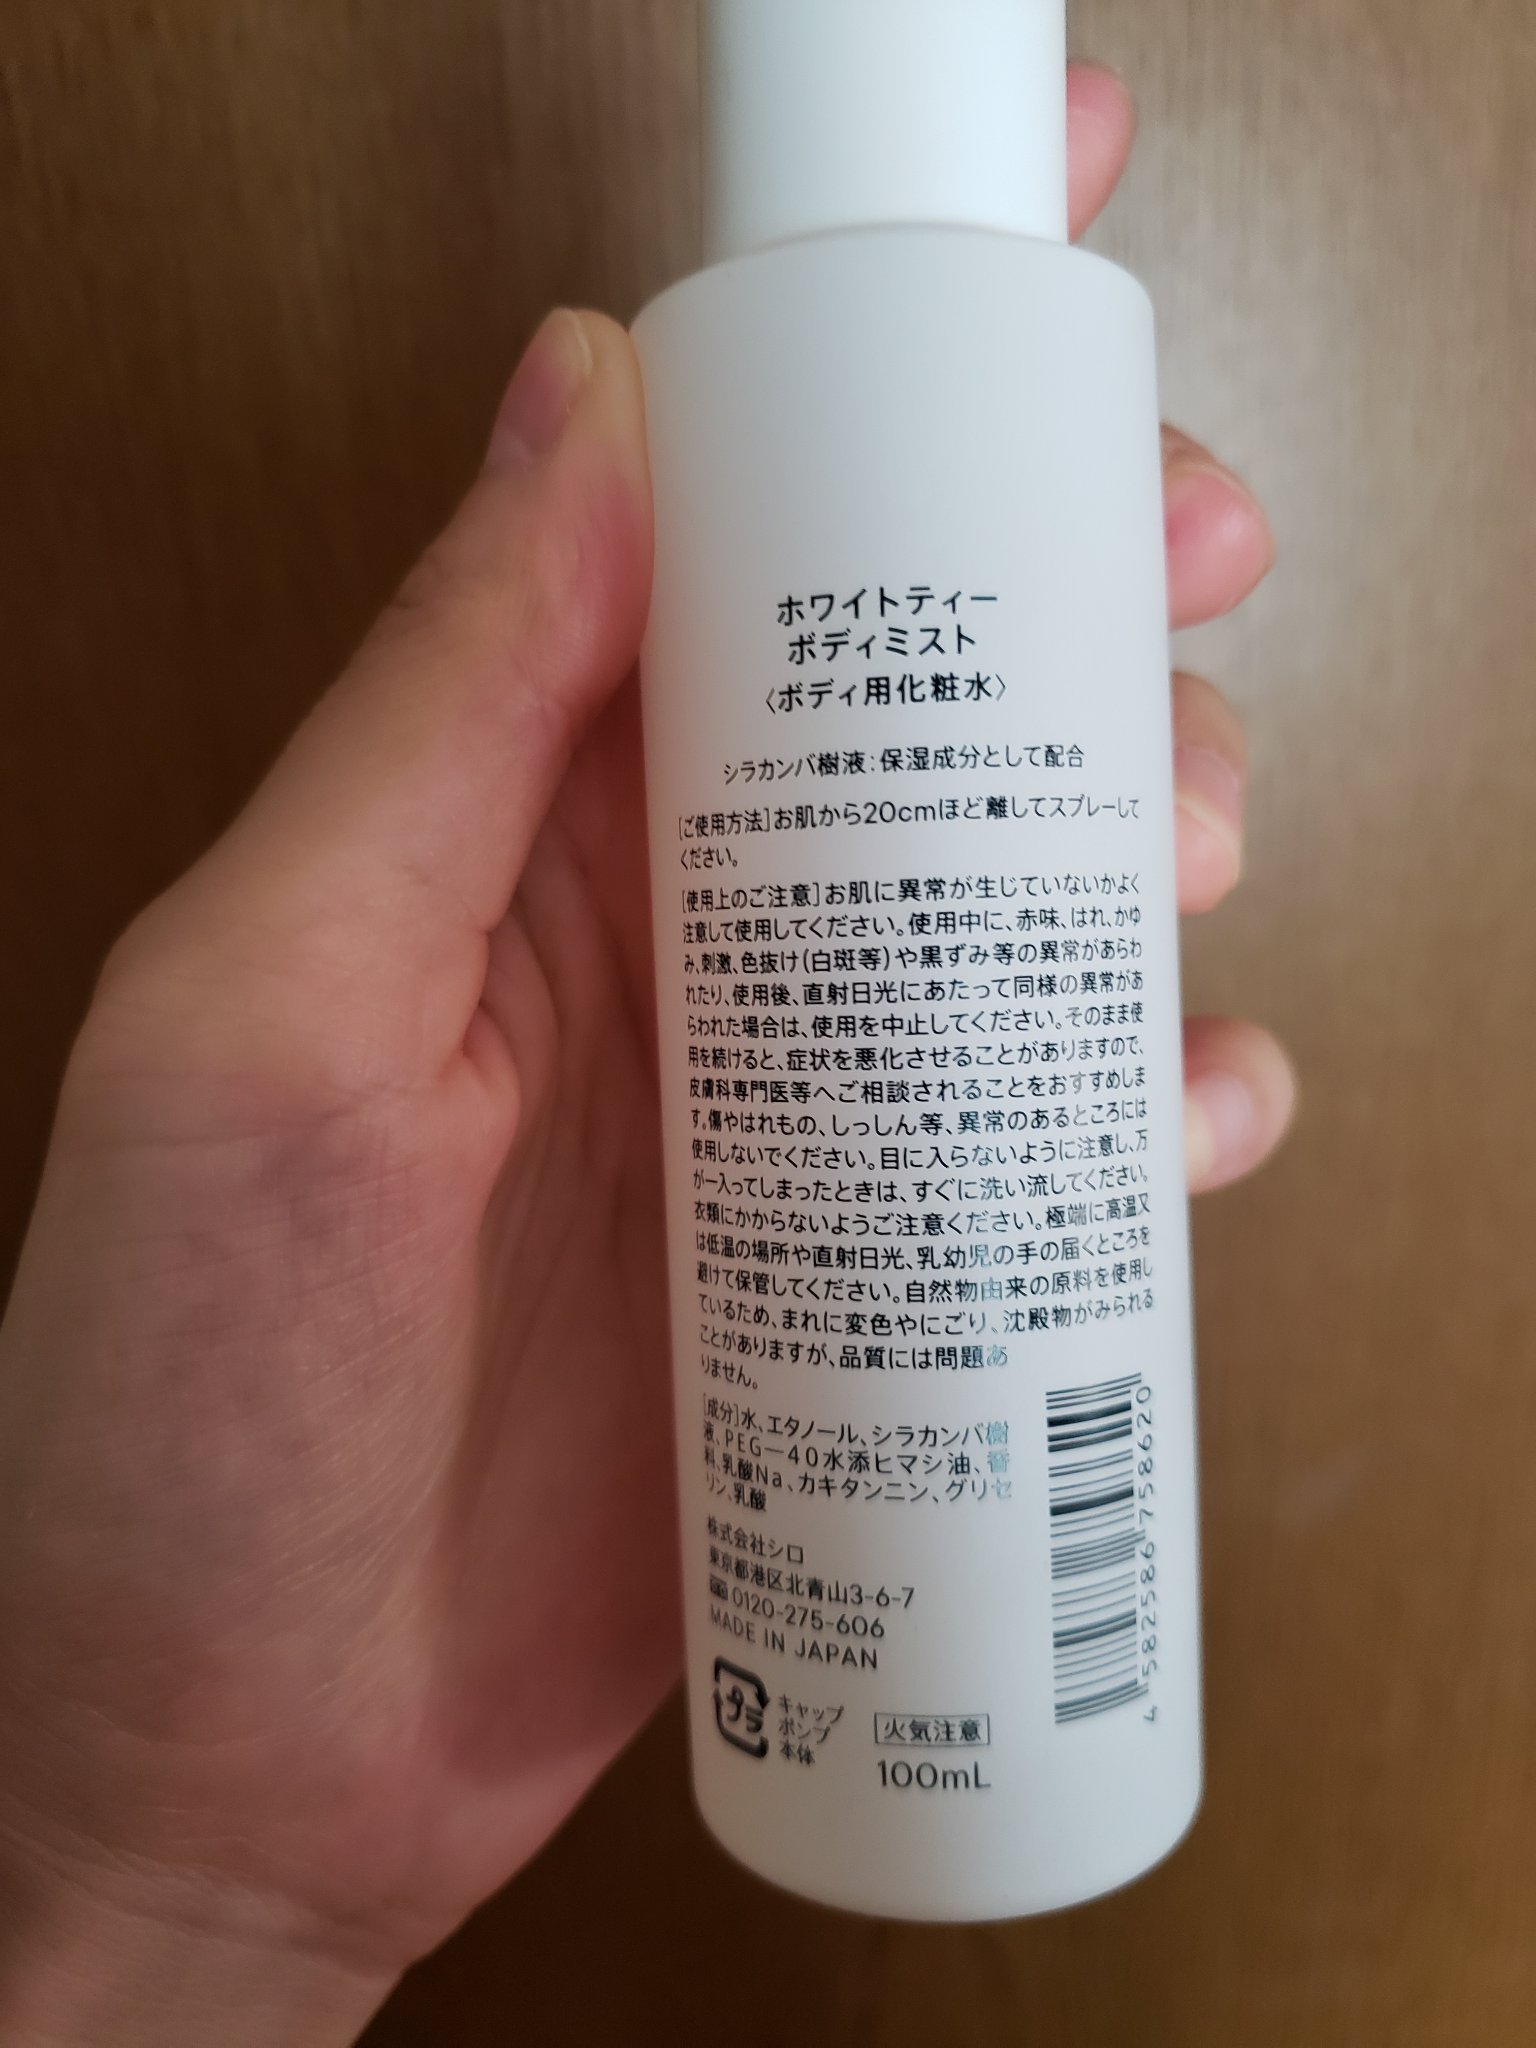 ホワイトティー
ボディミスト
〈ボディ用化粧水〉
シラカンバ樹液:保湿成分として配合
[ご使用方法]お肌から20cmほど離してスプレーして
ください。
[使用上のご注意]お肌に異常が生じていないかよく
注意して使用してください。使用中に、赤味、はれ、かゆ
み、刺激、色抜け(白斑等)や黒ずみ等の異常があらわ
れたり、使用後、直射日光にあたって同様の異常があ
らわれた場合は、使用を中止してください。そのまま使
用を続けると、症状を悪化させることがありますので、
皮膚科専門医等へご相談されることをおすすめしま
す。傷やはれもの、しっしん等、異常のあるところには
使用しないでください。目に入らないように注意し、万
が一入ってしまったときは、すぐに洗い流してください。
衣類にかからないようご注意ください。極端に高温又
は低温の場所や直射日光、乳幼児の手の届くところを
避けて保管してください。自然物由来の原料を使用し
ているため、まれに変色やにごり、沈殿物がみられる
ことがありますが、品質には問題あ
りません。
[成分]水、エタノール、シラカンバ樹
液、PEG－40水添ヒマシ油、香
料、乳酸Na、カキタンニン、グリセ
リン、乳酸
株式会社シロ
東京都港区北青山3-6-7
0120-275-606
MADE IN JAPAN
プラ
キャップ
ポンプ
本体
火気注意
100mL
4 582586 758620